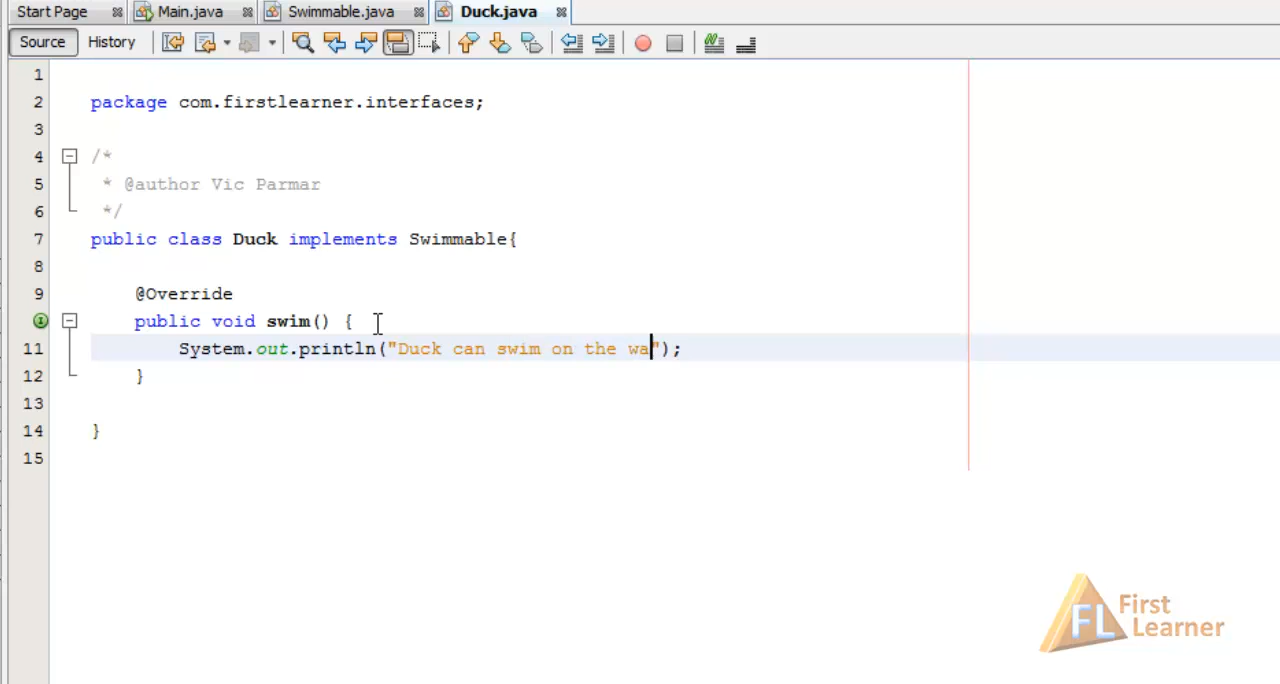 Start Page Main.java Swimmable.java Duck.java
Source History
1
2 package com.firstlearner.interfaces;
3
4 /*
5 * @author Vic Parmar
6 */
7 public class Duck implements Swimmable{
8
9 @Override
public void swim() {
11 System.out.println("Duck can swim on the wa");
12 }
13
14 }
15
FL First
Learner